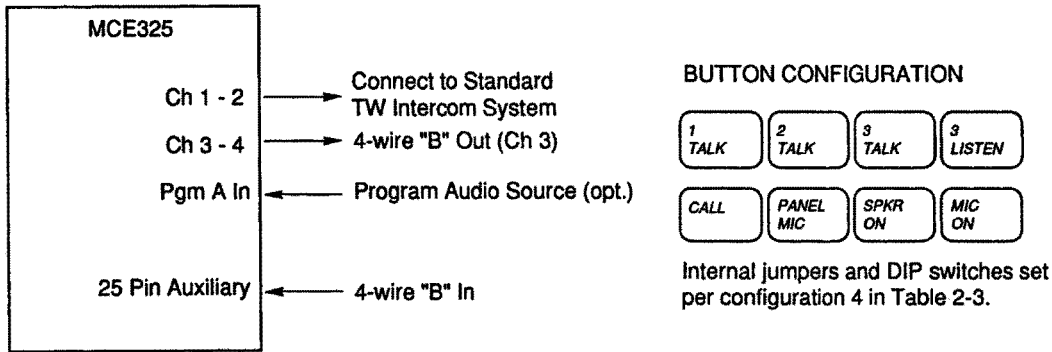 MCE325
Ch 1 - 2
Connect to Standard
TW Intercom System
Ch 3 - 4
4-wire "B" Out (Ch 3)
Pgm A In
Program Audio Source (opt.)
25 Pin Auxiliary
4-wire "B" In
BUTTON CONFIGURATION
1
TALK
2
TALK
3
TALK
3
LISTEN
CALL
PANEL
MIC
SPKR
ON
MIC
ON
Internal jumpers and DIP switches set
per configuration 4 in Table 2-3.